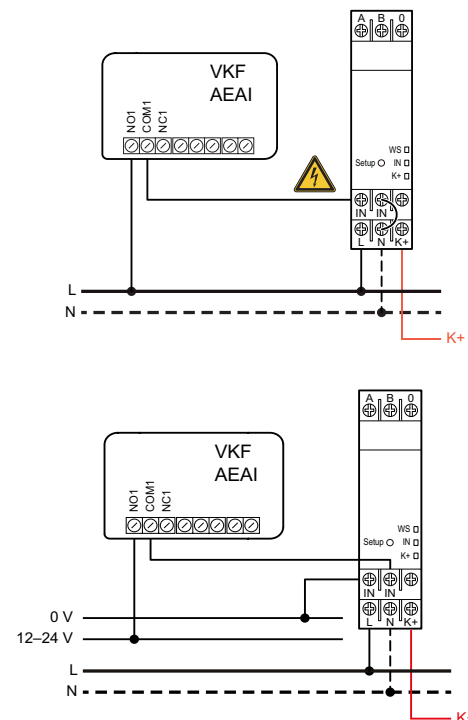 A B 0
VKF
AEAI
NO1
COM1
NC1
WS
Setup IN
K+
IN IN
L N K+
L
N
K+
A B 0
VKF
AEAI
NO1
COM1
NC1
WS
Setup IN
K+
IN IN
L N K+
0 V
12–24 V
L
N
K+